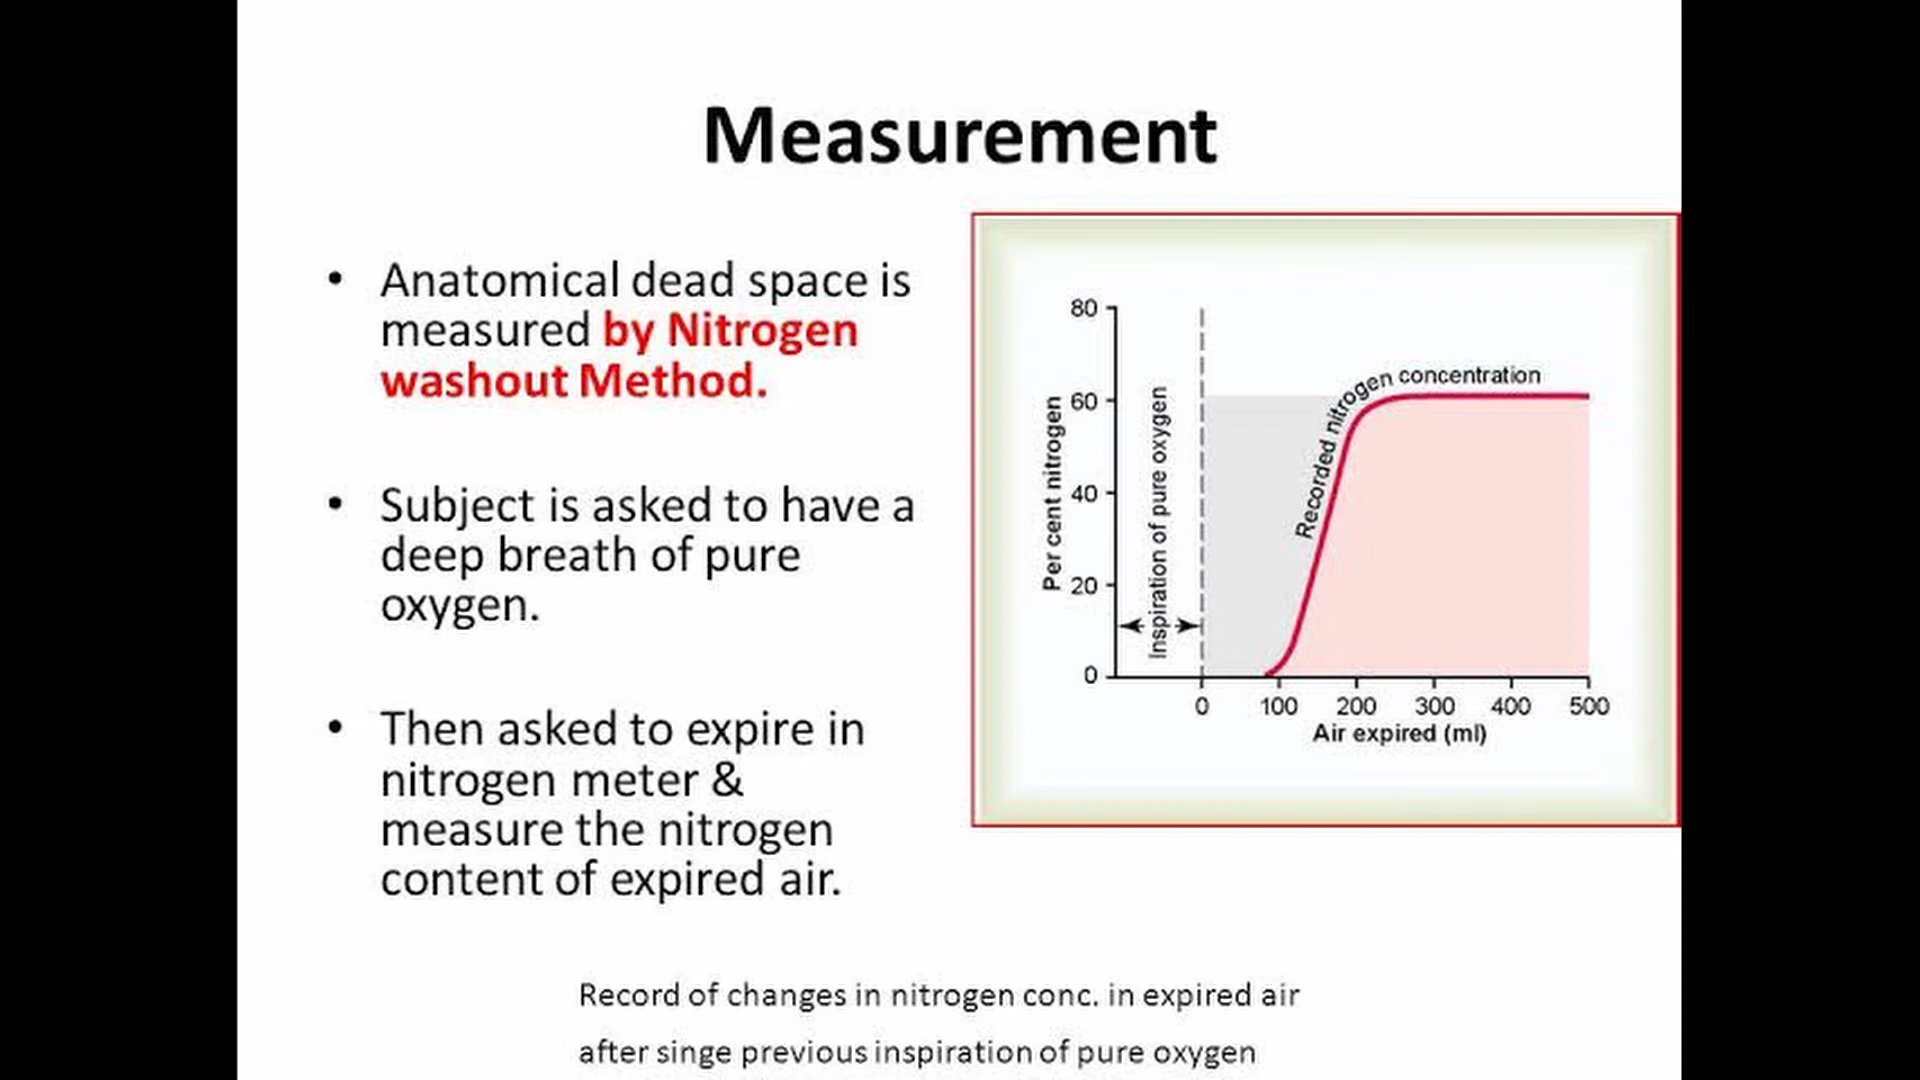 Measurement
• Anatomical dead space is
measured by Nitrogen
washout Method.
• Subject is asked to have a
deep breath of pure
oxygen.
• Then asked to expire in
nitrogen meter &
measure the nitrogen
content of expired air.
Per cent nitrogen
80
60
40
20
0
Inspiration of pure oxygen
Recorded nitrogen concentration
0 100 200 300 400 500
Air expired (ml)
Record of changes in nitrogen conc. in expired air
after singe previous inspiration of pure oxygen